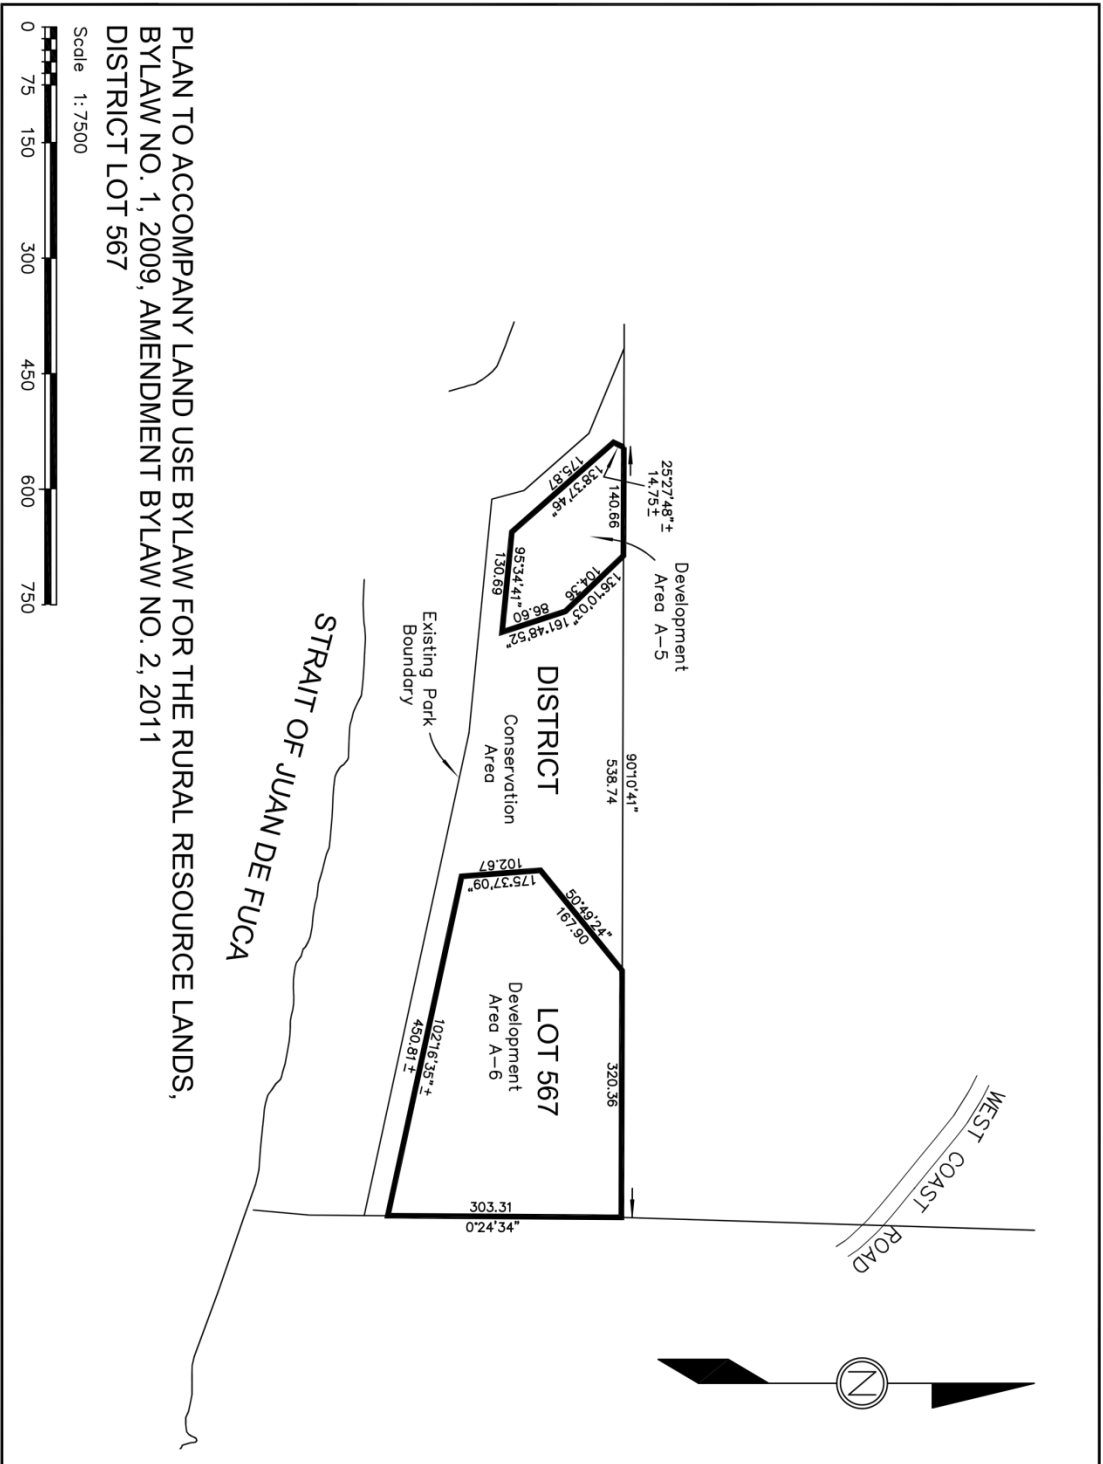 WEST COAST ROAD
N
Development
Area A-5
25°27'48"±
14.75±
140.66
90°10'41"
538.74
320.36
138°37'46"
175.87
136°10'03"
104.36
161°48'52"
86.60
95°34'41"
130.69
DISTRICT
LOT 567
Conservation
Area
50°49'24"
167.90
102.67
175°37'09"
Development
Area A-6
303.31
0°24'34"
102°16'35"±
450.81±
Existing Park
Boundary
STRAIT OF JUAN DE FUCA
PLAN TO ACCOMPANY LAND USE BYLAW FOR THE RURAL RESOURCE LANDS,
BYLAW NO. 1, 2009, AMENDMENT BYLAW NO. 2, 2011
DISTRICT LOT 567
Scale 1:7500
0 75 150 300 450 600 750